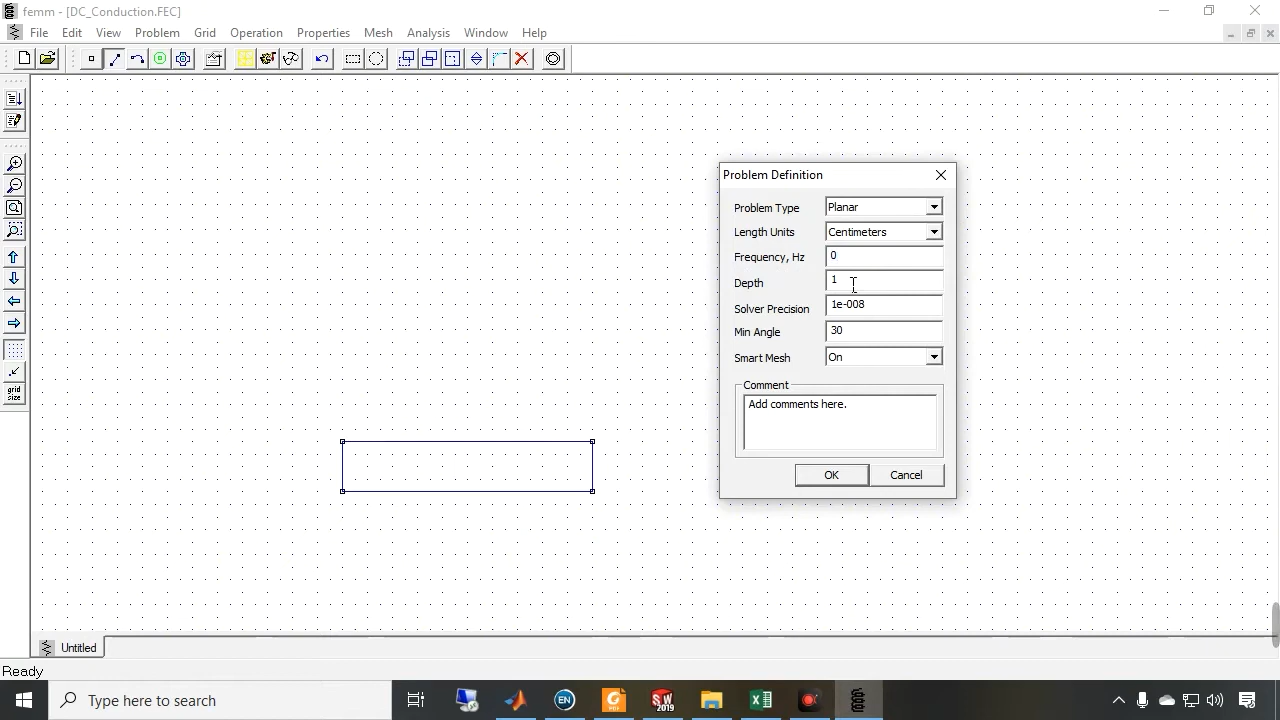 femm - [DC_Conduction.FEC]
File Edit View Problem Grid Operation Properties Mesh Analysis Window Help
Problem Definition
Problem Type Planar
Length Units Centimeters
Frequency, Hz 0
Depth 1
Solver Precision 1e-008
Min Angle 30
Smart Mesh On
Comment
Add comments here.
OK Cancel
grid
size
Untitled
Ready
Type here to search
EN
SW
2019